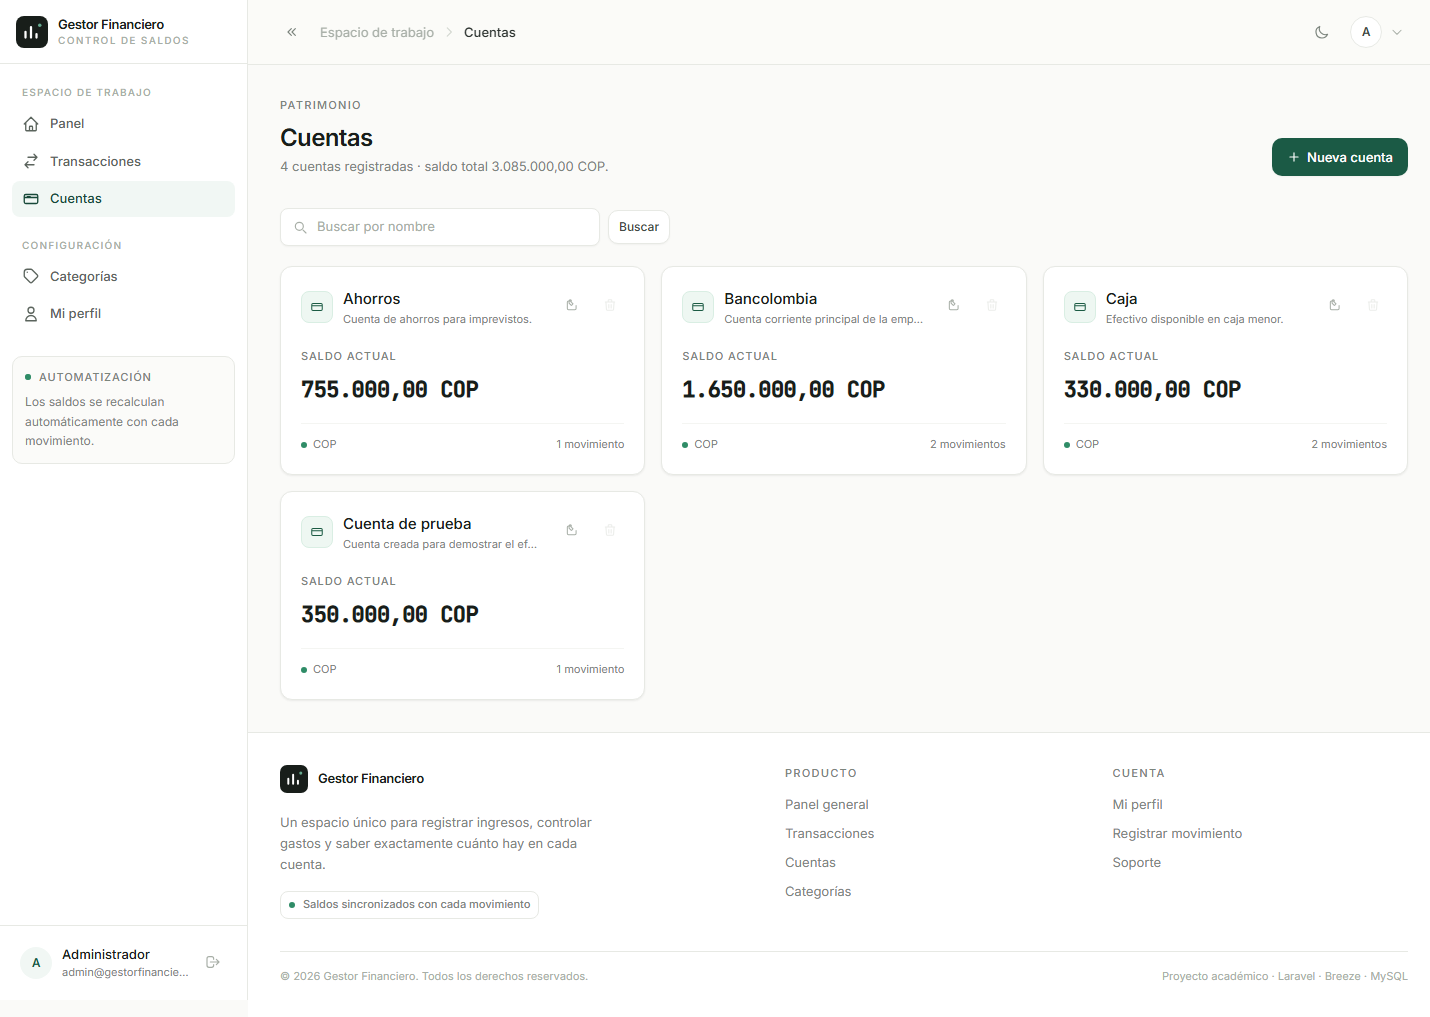 Gestor Financiero
CONTROL DE SALDOS
ESPACIO DE TRABAJO
Panel
Transacciones
Cuentas
CONFIGURACIÓN
Categorías
Mi perfil
AUTOMATIZACIÓN
Los saldos se recalculan
automáticamente con cada
movimiento.
A
Administrador
admin@gestorfinancie...
Espacio de trabajo
Cuentas
A
PATRIMONIO
Cuentas
4 cuentas registradas · saldo total 3.085.000,00 COP.
+ Nueva cuenta
Buscar por nombre
Buscar
Ahorros
Cuenta de ahorros para imprevistos.
SALDO ACTUAL
755.000,00 COP
COP
1 movimiento
Bancolombia
Cuenta corriente principal de la emp...
SALDO ACTUAL
1.650.000,00 COP
COP
2 movimientos
Caja
Efectivo disponible en caja menor.
SALDO ACTUAL
330.000,00 COP
COP
2 movimientos
Cuenta de prueba
Cuenta creada para demostrar el ef...
SALDO ACTUAL
350.000,00 COP
COP
1 movimiento
Gestor Financiero
Un espacio único para registrar ingresos, controlar
gastos y saber exactamente cuánto hay en cada
cuenta.
Saldos sincronizados con cada movimiento
PRODUCTO
Panel general
Transacciones
Cuentas
Categorías
CUENTA
Mi perfil
Registrar movimiento
Soporte
© 2026 Gestor Financiero. Todos los derechos reservados.
Proyecto académico · Laravel · Breeze · MySQL